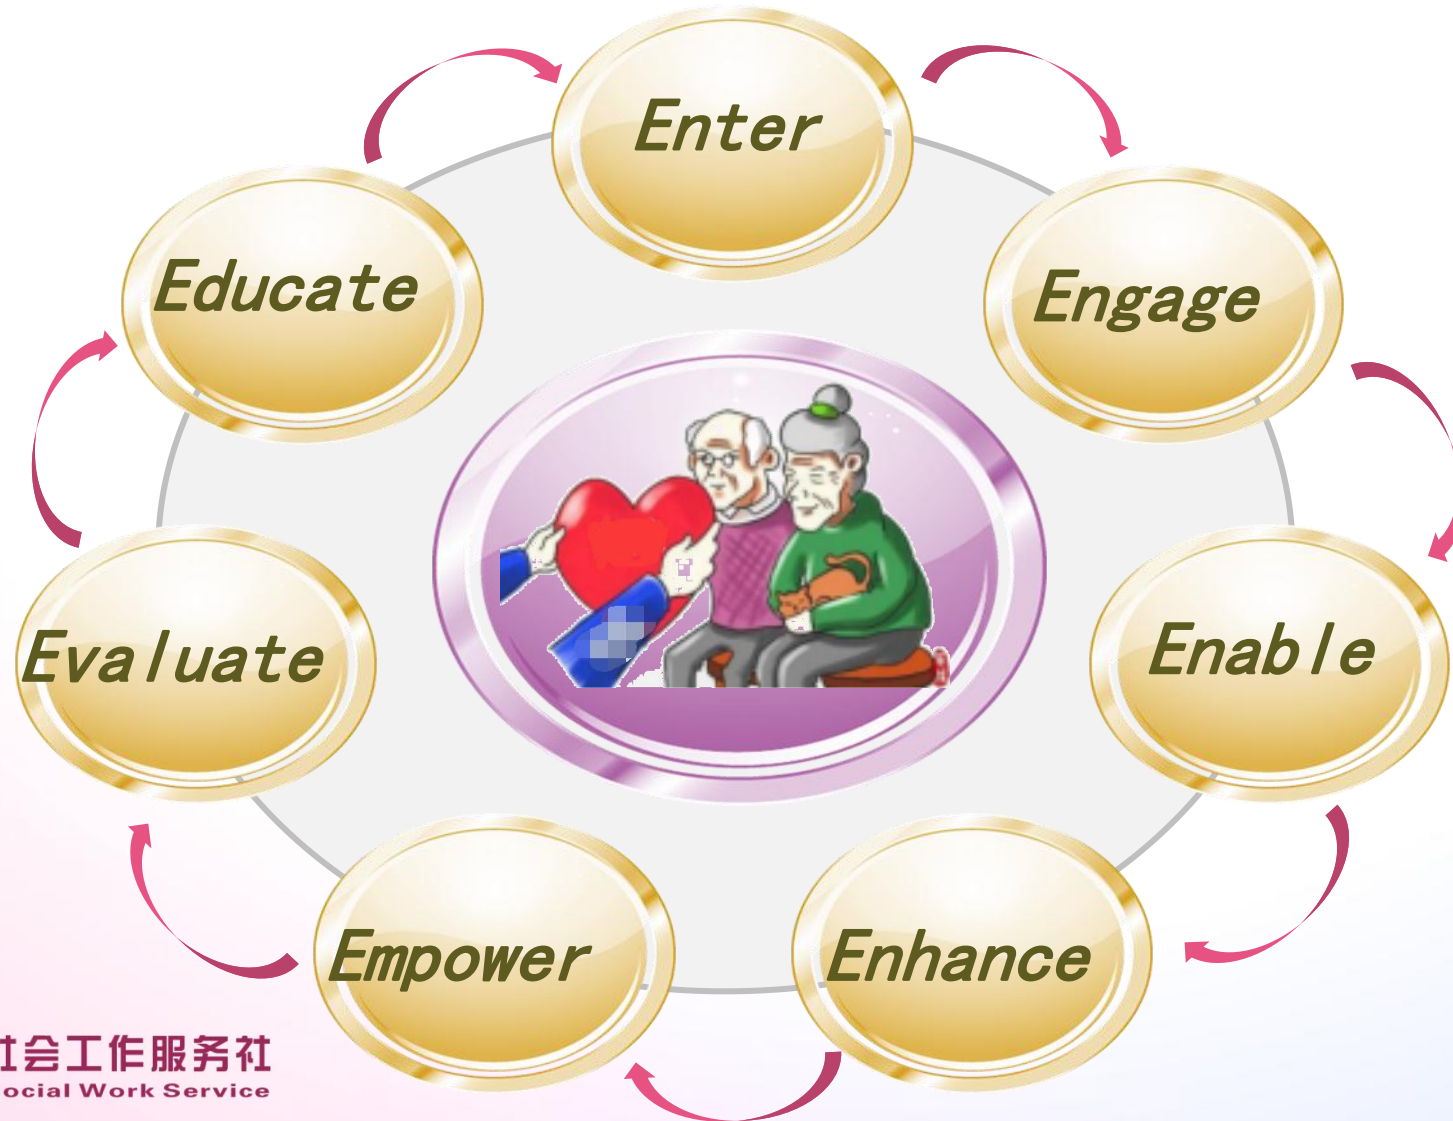 Enter
Engage
Enable
Enhance
Empower
Evaluate
Educate
会工作服务社
ocial Work Service